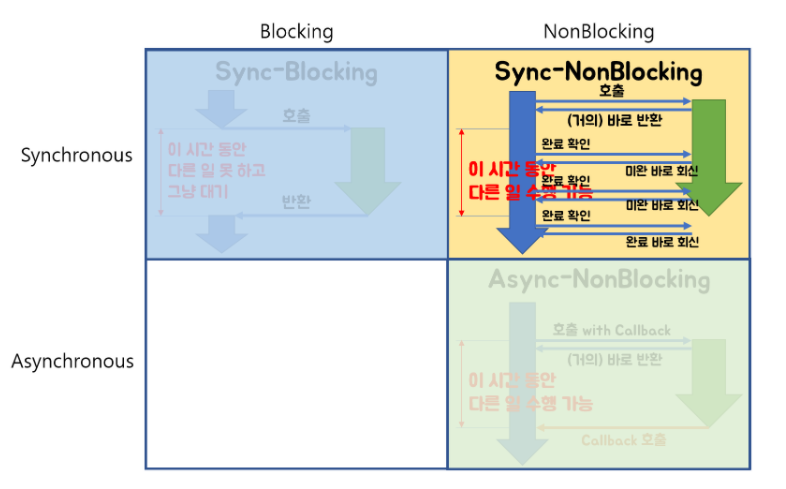 Blocking
NonBlocking
Synchronous
Sync-Blocking
호출
이 시간 동안
다른 일 못 하고
그냥 대기
반환
Sync-NonBlocking
호출
(거의) 바로 반환
완료 확인
미완 바로 회신
이 시간 동안
다른 일 수행 가능
완료 확인
미완 바로 회신
완료 확인
완료 바로 회신
Asynchronous
Async-NonBlocking
호출 with Callback
(거의) 바로 반환
이 시간 동안
다른 일 수행 가능
Callback 호출